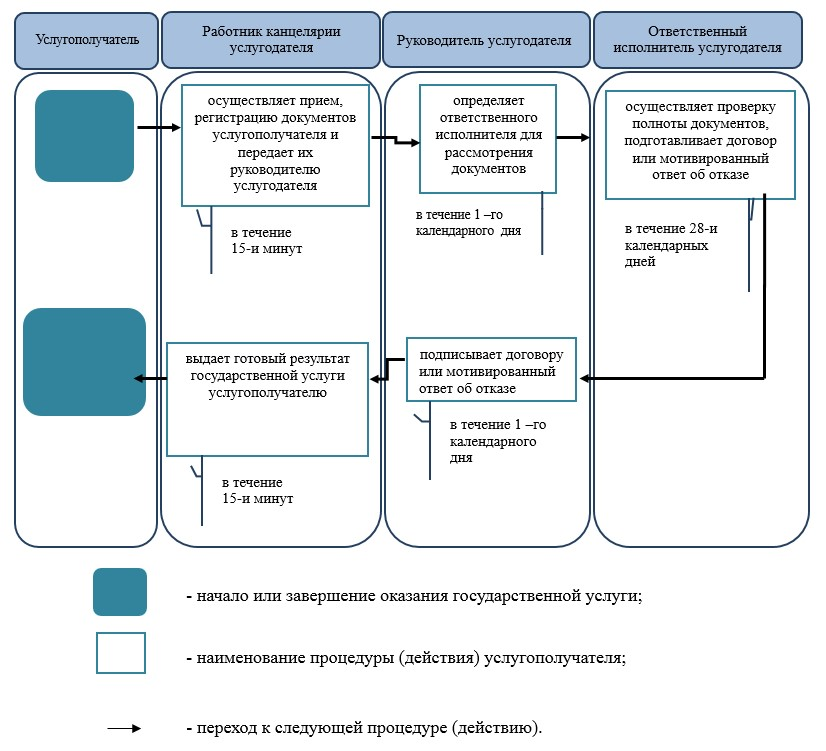 Услугополучатель
Работник канцелярии
услугодателя
Руководитель услугодателя
Ответственный
исполнитель услугодателя
осуществляет прием,
регистрацию документов
услугополучателя и
передает их
руководителю
услугодателя
в течение
15-и минут
определяет
ответственного
исполнителя для
рассмотрения
документов
в течение 1 –го
календарного дня
осуществляет проверку
полноты документов,
подготавливает договор
или мотивированный
ответ об отказе
в течение 28-и
календарных
дней
подписывает договору
или мотивированный
ответ об отказе
в течение 1 –го
календарного
дня
выдает готовый результат
государственной услуги
услугополучателю
в течение
15-и минут
- начало или завершение оказания государственной услуги;
- наименование процедуры (действия) услугополучателя;
- переход к следующей процедуре (действию).